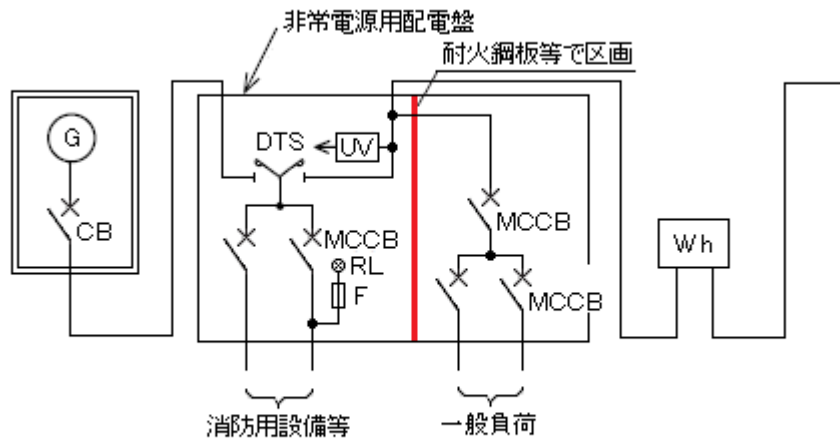 非常電源用配電盤
耐火鋼板等で区画
G
DTS
UV
CB
MCCB
RL
F
MCCB
MCCB
Wh
消防用設備等
一般負荷